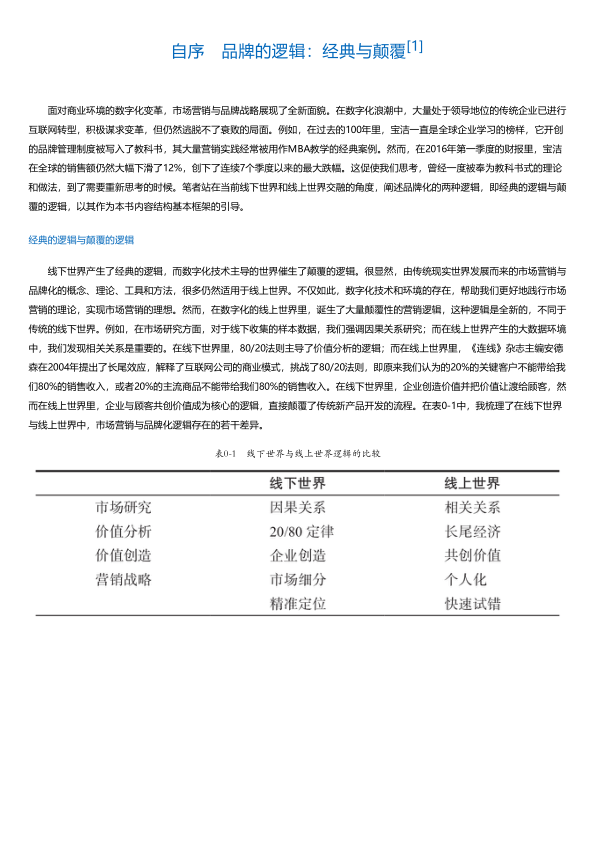 自序　品牌的逻辑：经典与颠覆[1]
面对商业环境的数字化变革，市场营销与品牌战略展现了全新面貌。在数字化浪潮中，大量处于领导地位的传统企业已进行
互联网转型，积极谋求变革，但仍然逃脱不了衰败的局面。例如，在过去的100年里，宝洁一直是全球企业学习的榜样，它开创
的品牌管理制度被写入了教科书，其大量营销实践经常被用作MBA教学的经典案例。然而，在2016年第一季度的财报里，宝洁
在全球的销售额仍然大幅下滑了12%，创下了连续7个季度以来的最大跌幅。这促使我们思考，曾经一度被奉为教科书式的理论
和做法，到了需要重新思考的时候。笔者站在当前线下世界和线上世界交融的角度，阐述品牌化的两种逻辑，即经典的逻辑与颠
覆的逻辑，以其作为本书内容结构基本框架的引导。
经典的逻辑与颠覆的逻辑
线下世界产生了经典的逻辑，而数字化技术主导的世界催生了颠覆的逻辑。很显然，由传统现实世界发展而来的市场营销与
品牌化的概念、理论、工具和方法，很多仍然适用于线上世界。不仅如此，数字化技术和环境的存在，帮助我们更好地践行市场
营销的理论，实现市场营销的理想。然而，在数字化的线上世界里，诞生了大量颠覆性的营销逻辑，这种逻辑是全新的，不同于
传统的线下世界。例如，在市场研究方面，对于线下收集的样本数据，我们强调因果关系研究；而在线上世界产生的大数据环境
中，我们发现相关关系是重要的。在线下世界里，80/20法则主导了价值分析的逻辑；而在线上世界里，《连线》杂志主编安德
森在2004年提出了长尾效应，解释了互联网公司的商业模式，挑战了80/20法则，即原来我们认为的20%的关键客户不能带给我
们80%的销售收入，或者20%的主流商品不能带给我们80%的销售收入。在线下世界里，企业创造价值并把价值让渡给顾客，然
而在线上世界里，企业与顾客共创价值成为核心的逻辑，直接颠覆了传统新产品开发的流程。在表0-1中，我梳理了在线下世界
与线上世界中，市场营销与品牌化逻辑存在的若干差异。
表0-1　线下世界与线上世界逻辑的比较
线下世界　线上世界
市场研究　因果关系　相关关系
价值分析　20/80 定律　长尾经济
价值创造　企业创造　共创价值
营销战略　市场细分　个人化
精准定位　快速试错